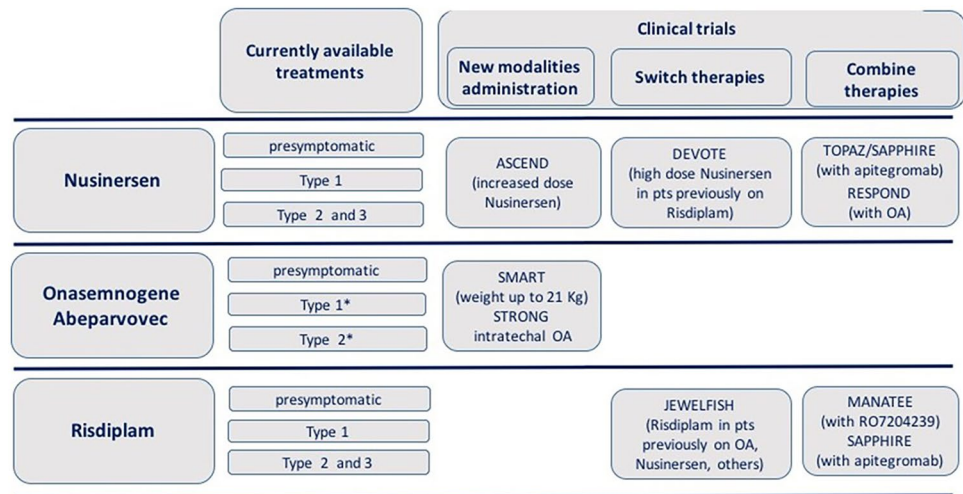 Currently available
treatments
Clinical trials
New modalities
administration
Switch therapies
Combine
therapies
Nusinersen
presymptomatic
Type 1
Type 2 and 3
ASCEND
(increased dose
Nusinersen)
DEVOTE
(high dose Nusinersen
in pts previously on
Risdiplam)
TOPAZ/SAPPHIRE
(with apitegromab)
RESPOND
(with OA)
Onasemnogene
Abeparvovec
presymptomatic
Type 1*
Type 2*
SMART
(weight up to 21 Kg)
STRONG
intratechal OA
Risdiplam
presymptomatic
Type 1
Type 2 and 3
JEWELFISH
(Risdiplam in pts
previously on OA,
Nusinersen, others)
MANATEE
(with RO7204239)
SAPPHIRE
(with apitegromab)